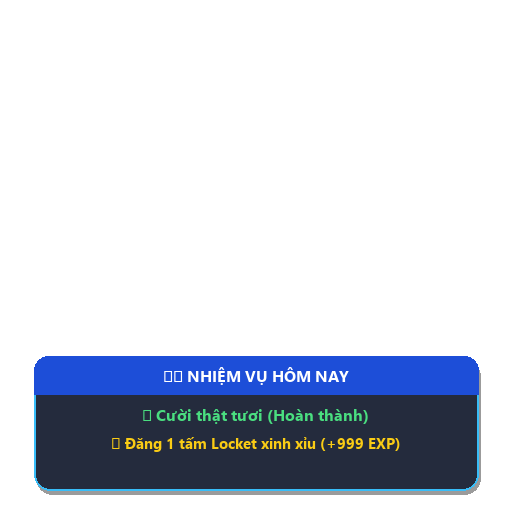 NHIỆM VỤ HÔM NAY
Cười thật tươi (Hoàn thành)
Đăng 1 tấm Locket xinh xỉu (+999 EXP)